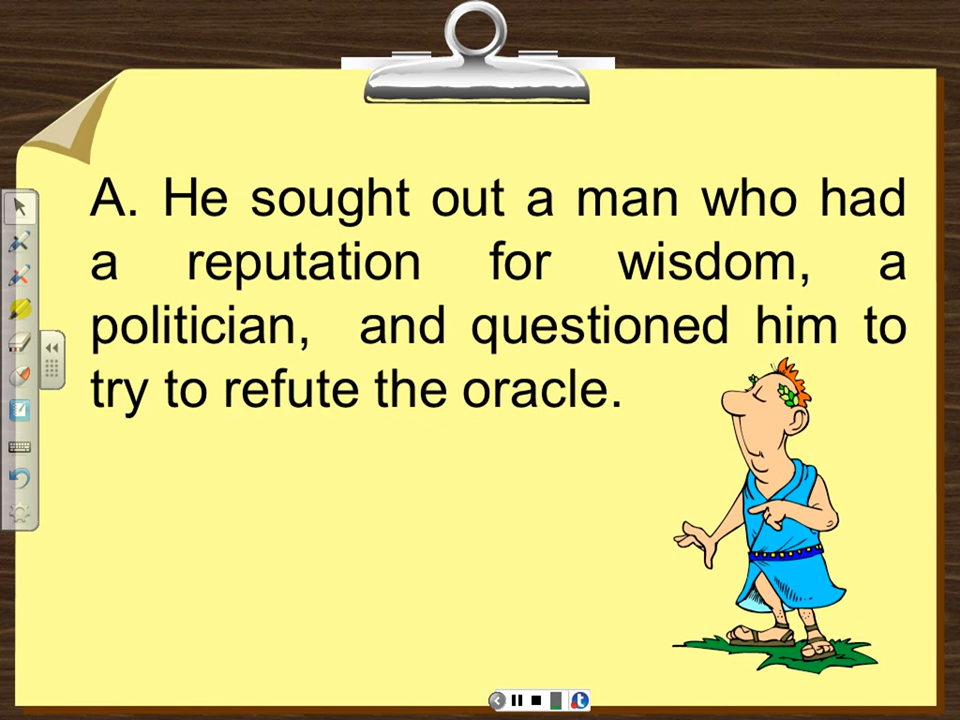 A. He sought out a man who had
a reputation for wisdom, a
politician, and questioned him to
try to refute the oracle.